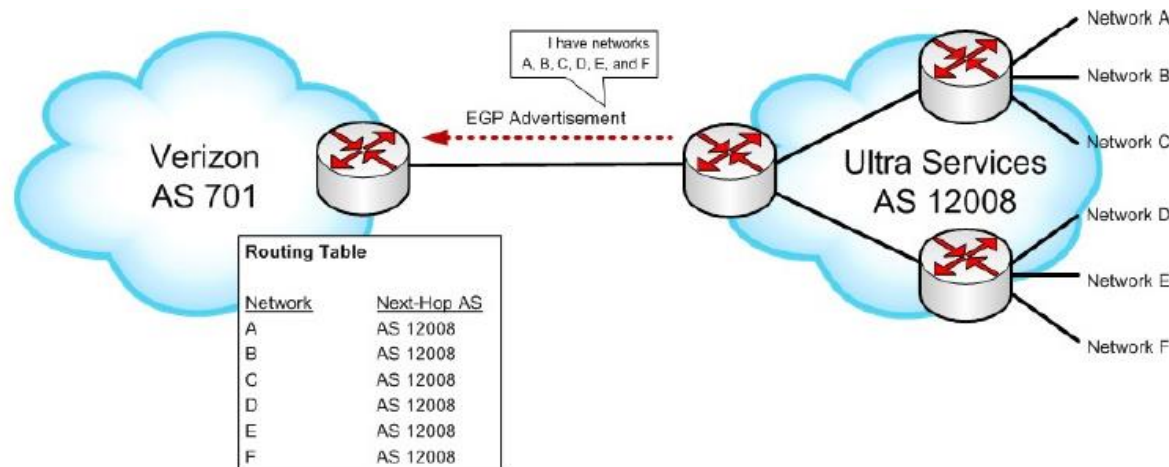 I have networks
A, B, C, D, E, and F
EGP Advertisement
Verizon
AS 701
Ultra Services
AS 12008
Network A
Network B
Network C
Network D
Network E
Network F
Routing Table
Network Next-Hop AS
A AS 12008
B AS 12008
C AS 12008
D AS 12008
E AS 12008
F AS 12008